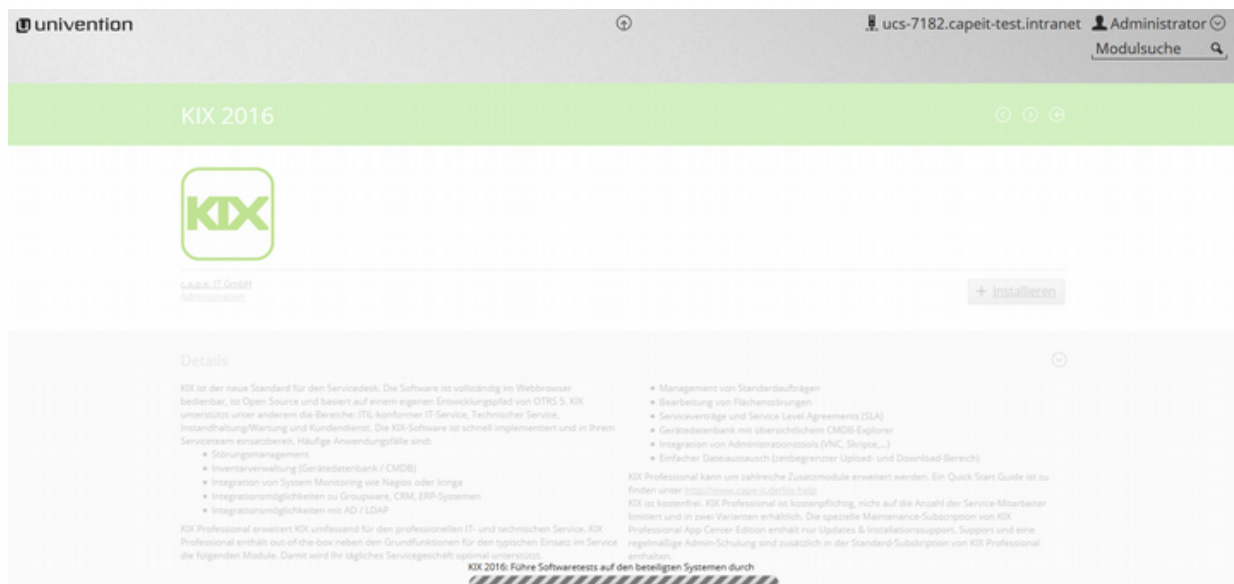 univention
ucs-7182.capeit-test.intranet
Administrator
Modulsuche
KIX 2016
KIX
c.a.p.e. IT GmbH
Administration
+ Installieren
Details
KIX ist der neue Standard für den Servicedesk. Die Software ist vollständig im Webbrowser
bedienbar, ist Open Source und basiert auf einem eigenen Entwicklungspfad von OTRS 5. KIX
unterstützt unter anderem die Bereiche: ITIL-konformer IT-Service, Technischer Service,
Instandhaltung/Wartung und Kundendienst. Die KIX-Software ist schnell implementiert und in Ihrem
Serviceteam einsatzbereit. Häufige Anwendungsfälle sind:
Störungsmanagement
Inventarverwaltung (Gerätedatenbank / CMDB)
Integration von System Monitoring wie Nagios oder Icinga
Integrationsmöglichkeiten zu Groupware, CRM, ERP-Systemen
Integrationsmöglichkeiten mit AD / LDAP
KIX Professional erweitert KIX umfassend für den professionellen IT- und technischen Service. KIX
Professional enthält out-of-the-box neben den Grundfunktionen für den typischen Einsatz im Service
die folgenden Module. Damit wird Ihr tägliches Servicegeschäft optimal unterstützt.
Management von Standardaufträgen
Bearbeitung von Flächenstörungen
Serviceverträge und Service Level Agreements (SLA)
Gerätedatenbank mit übersichtlichem CMDB-Explorer
Integration von Administrationstools (VNC, Skripte,...)
Einfacher Dateiaustausch (zeitbegrenzter Upload- und Download-Bereich)
KIX Professional kann um zahlreiche Zusatzmodule erweitert werden. Ein Quick Start Guide ist zu
finden unter http://www.cape-it.de/kix-help
KIX ist kostenfrei. KIX Professional ist kostenpflichtig, nicht auf die Anzahl der Service-Mitarbeiter
limitiert und in zwei Varianten erhältlich. Die spezielle Maintenance-Subscription von KIX
Professional App Center Edition enthält nur Updates & Installationssupport. Support und eine
regelmäßige Admin-Schulung sind zusätzlich in der Standard-Subskription von KIX Professional
enthalten.
KIX 2016: Führe Softwaretests auf den beteiligten Systemen durch